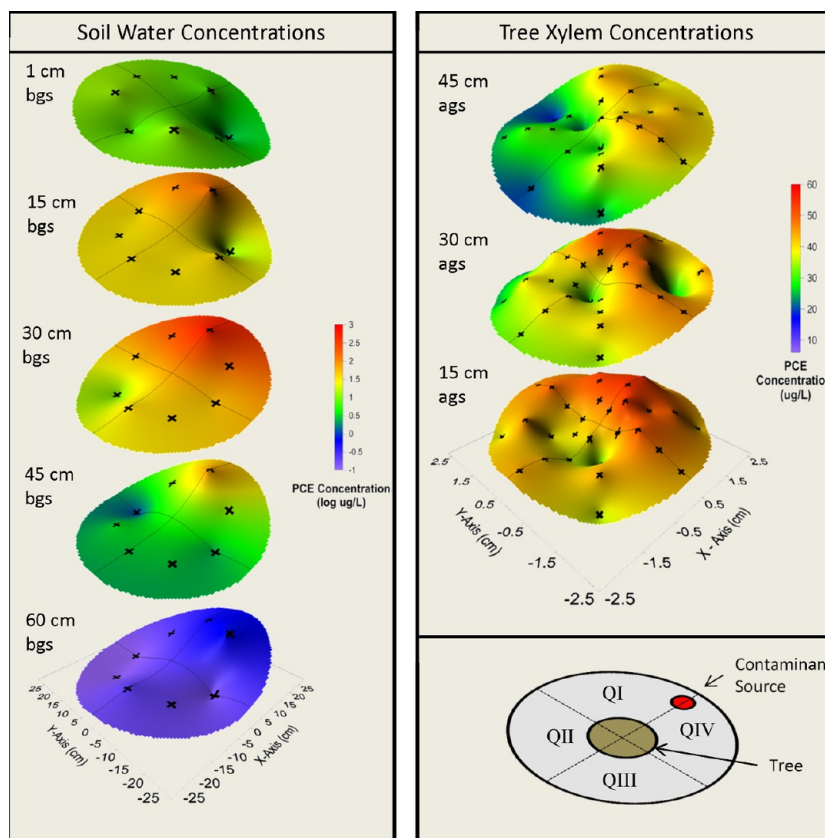 Soil Water Concentrations
1 cm
bgs
15 cm
bgs
30 cm
bgs
45 cm
bgs
60 cm
bgs
3
2.5
2
1.5
1
0.5
0
-0.5
-1
PCE Concentration
(log ug/L)
25
20
15
10
5
0
-5
-10
-15
-20
-25
Y-Axis (cm)
-25
-20
-15
-10
-5
0
5
10
15
20
25
X-Axis (cm)
Tree Xylem Concentrations
45 cm
ags
30 cm
ags
15 cm
ags
60
50
40
30
20
10
PCE
Concentratio
(ug/L)
2.5
1.5
0.5
-0.5
-1.5
-2.5
Y-Axis (cm)
-2.5
-1.5
-0.5
0.5
1.5
2.5
X - Axis (cm)
Contaminan
Source
QI
QII
QIV
QIII
Tree